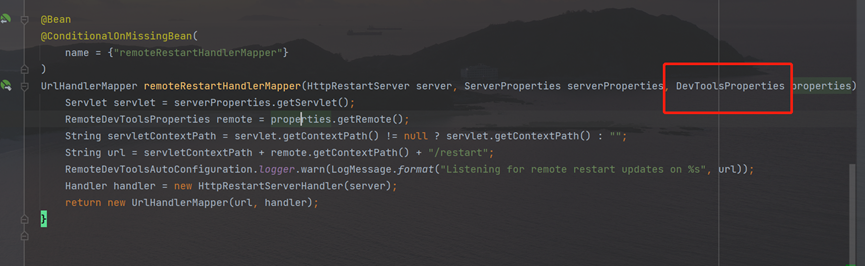 @Bean
@ConditionalOnMissingBean(
name = {"remoteRestartHandlerMapper"}
)
UrlHandlerMapper remoteRestartHandlerMapper(HttpRestartServer server, ServerProperties serverProperties, DevToolsProperties properties)
Servlet servlet = serverProperties.getServlet();
RemoteDevToolsProperties remote = properties.getRemote();
String servletContextPath = servlet.getContextPath() != null ? servlet.getContextPath() : "";
String url = servletContextPath + remote.getContextPath() + "/restart";
RemoteDevToolsAutoConfiguration.logger.warn(LogMessage.format("Listening for remote restart updates on %s", url));
Handler handler = new HttpRestartServerHandler(server);
return new UrlHandlerMapper(url, handler);
}